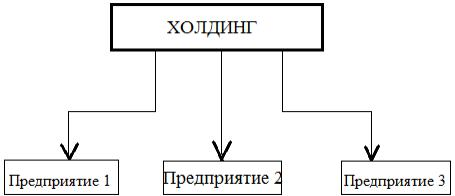 ХОЛДИНГ
Предприятие 1
Предприятие 2
Предприятие 3